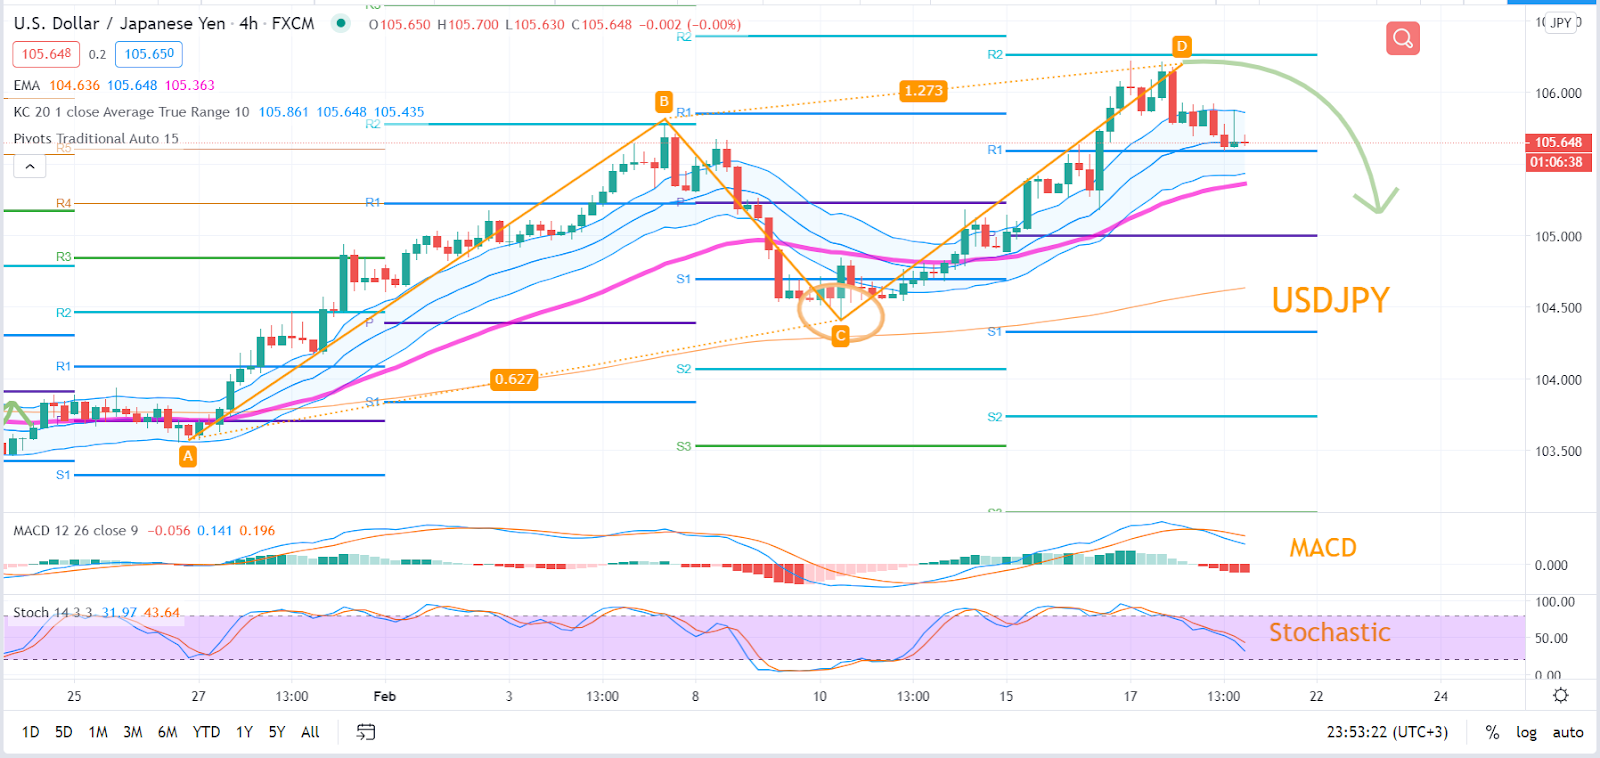 U.S. Dollar / Japanese Yen · 4h · FXCM O105.650 H105.700 L105.630 C105.648 −0.002 (−0.00%)
105.648 0.2 105.650
EMA 104.636 105.648 105.363
KC 20 1 close Average True Range 10 105.861 105.648 105.435
Pivots Traditional Auto 15
JPY
R3
R2
R2
D
1.273
106.000
B
R1
R2
R5
R1
105.648
01:06:38
R4
R1
P
105.000
R3
S1
USDJPY
104.500
R2
P
S1
C
R1
S2
0.627
104.000
S1
S2
A
S3
103.500
S1
MACD 12 26 close 9 −0.056 0.141 0.196
MACD
0.000
Stoch 14 3 3 31.97 43.64
100.00
Stochastic
50.00
0.00
25 27 13:00 Feb 3 13:00 8 10 13:00 15 17 13:00 22 24
1D 5D 1M 3M 6M YTD 1Y 5Y All
23:53:22 (UTC+3) % log auto